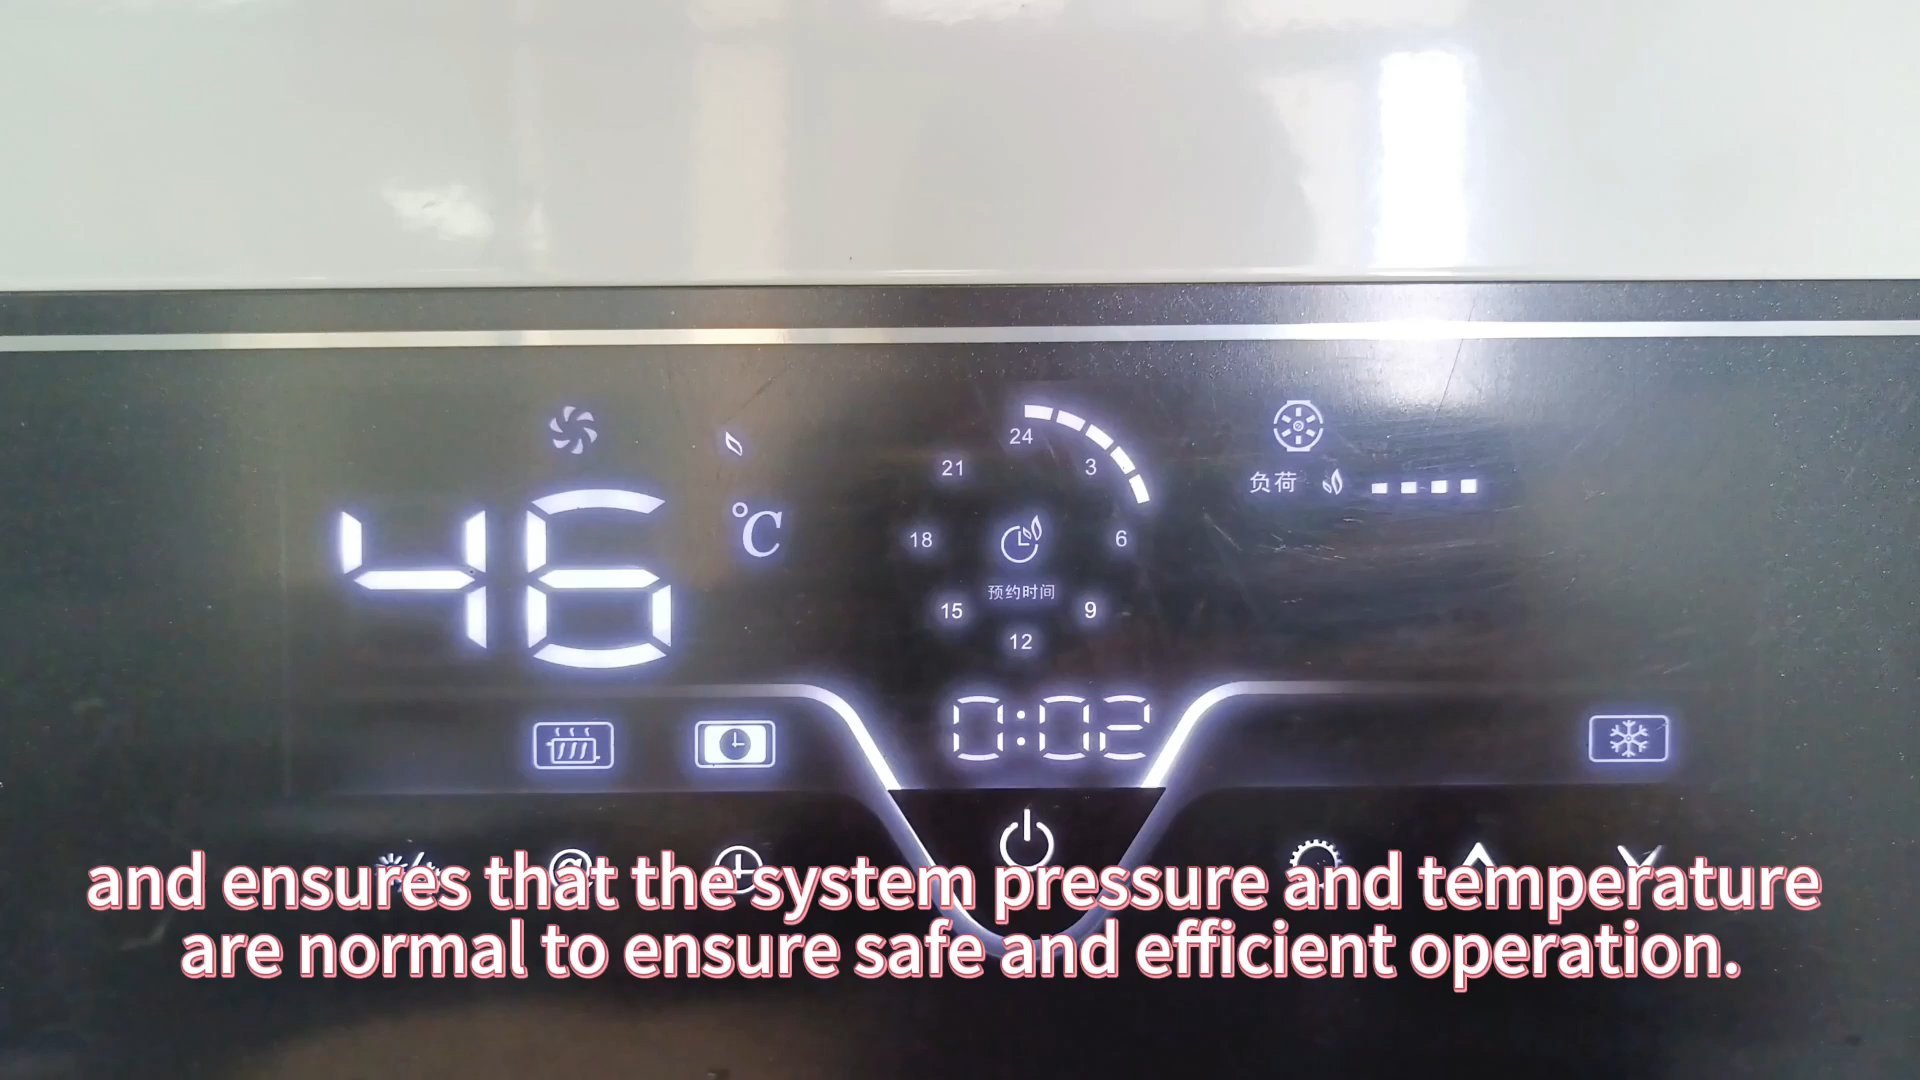 24
21
3
46
°C
负荷
18
6
预约时间
15
9
12
0:02
and ensures that the system pressure and temperature
are normal to ensure safe and efficient operation.